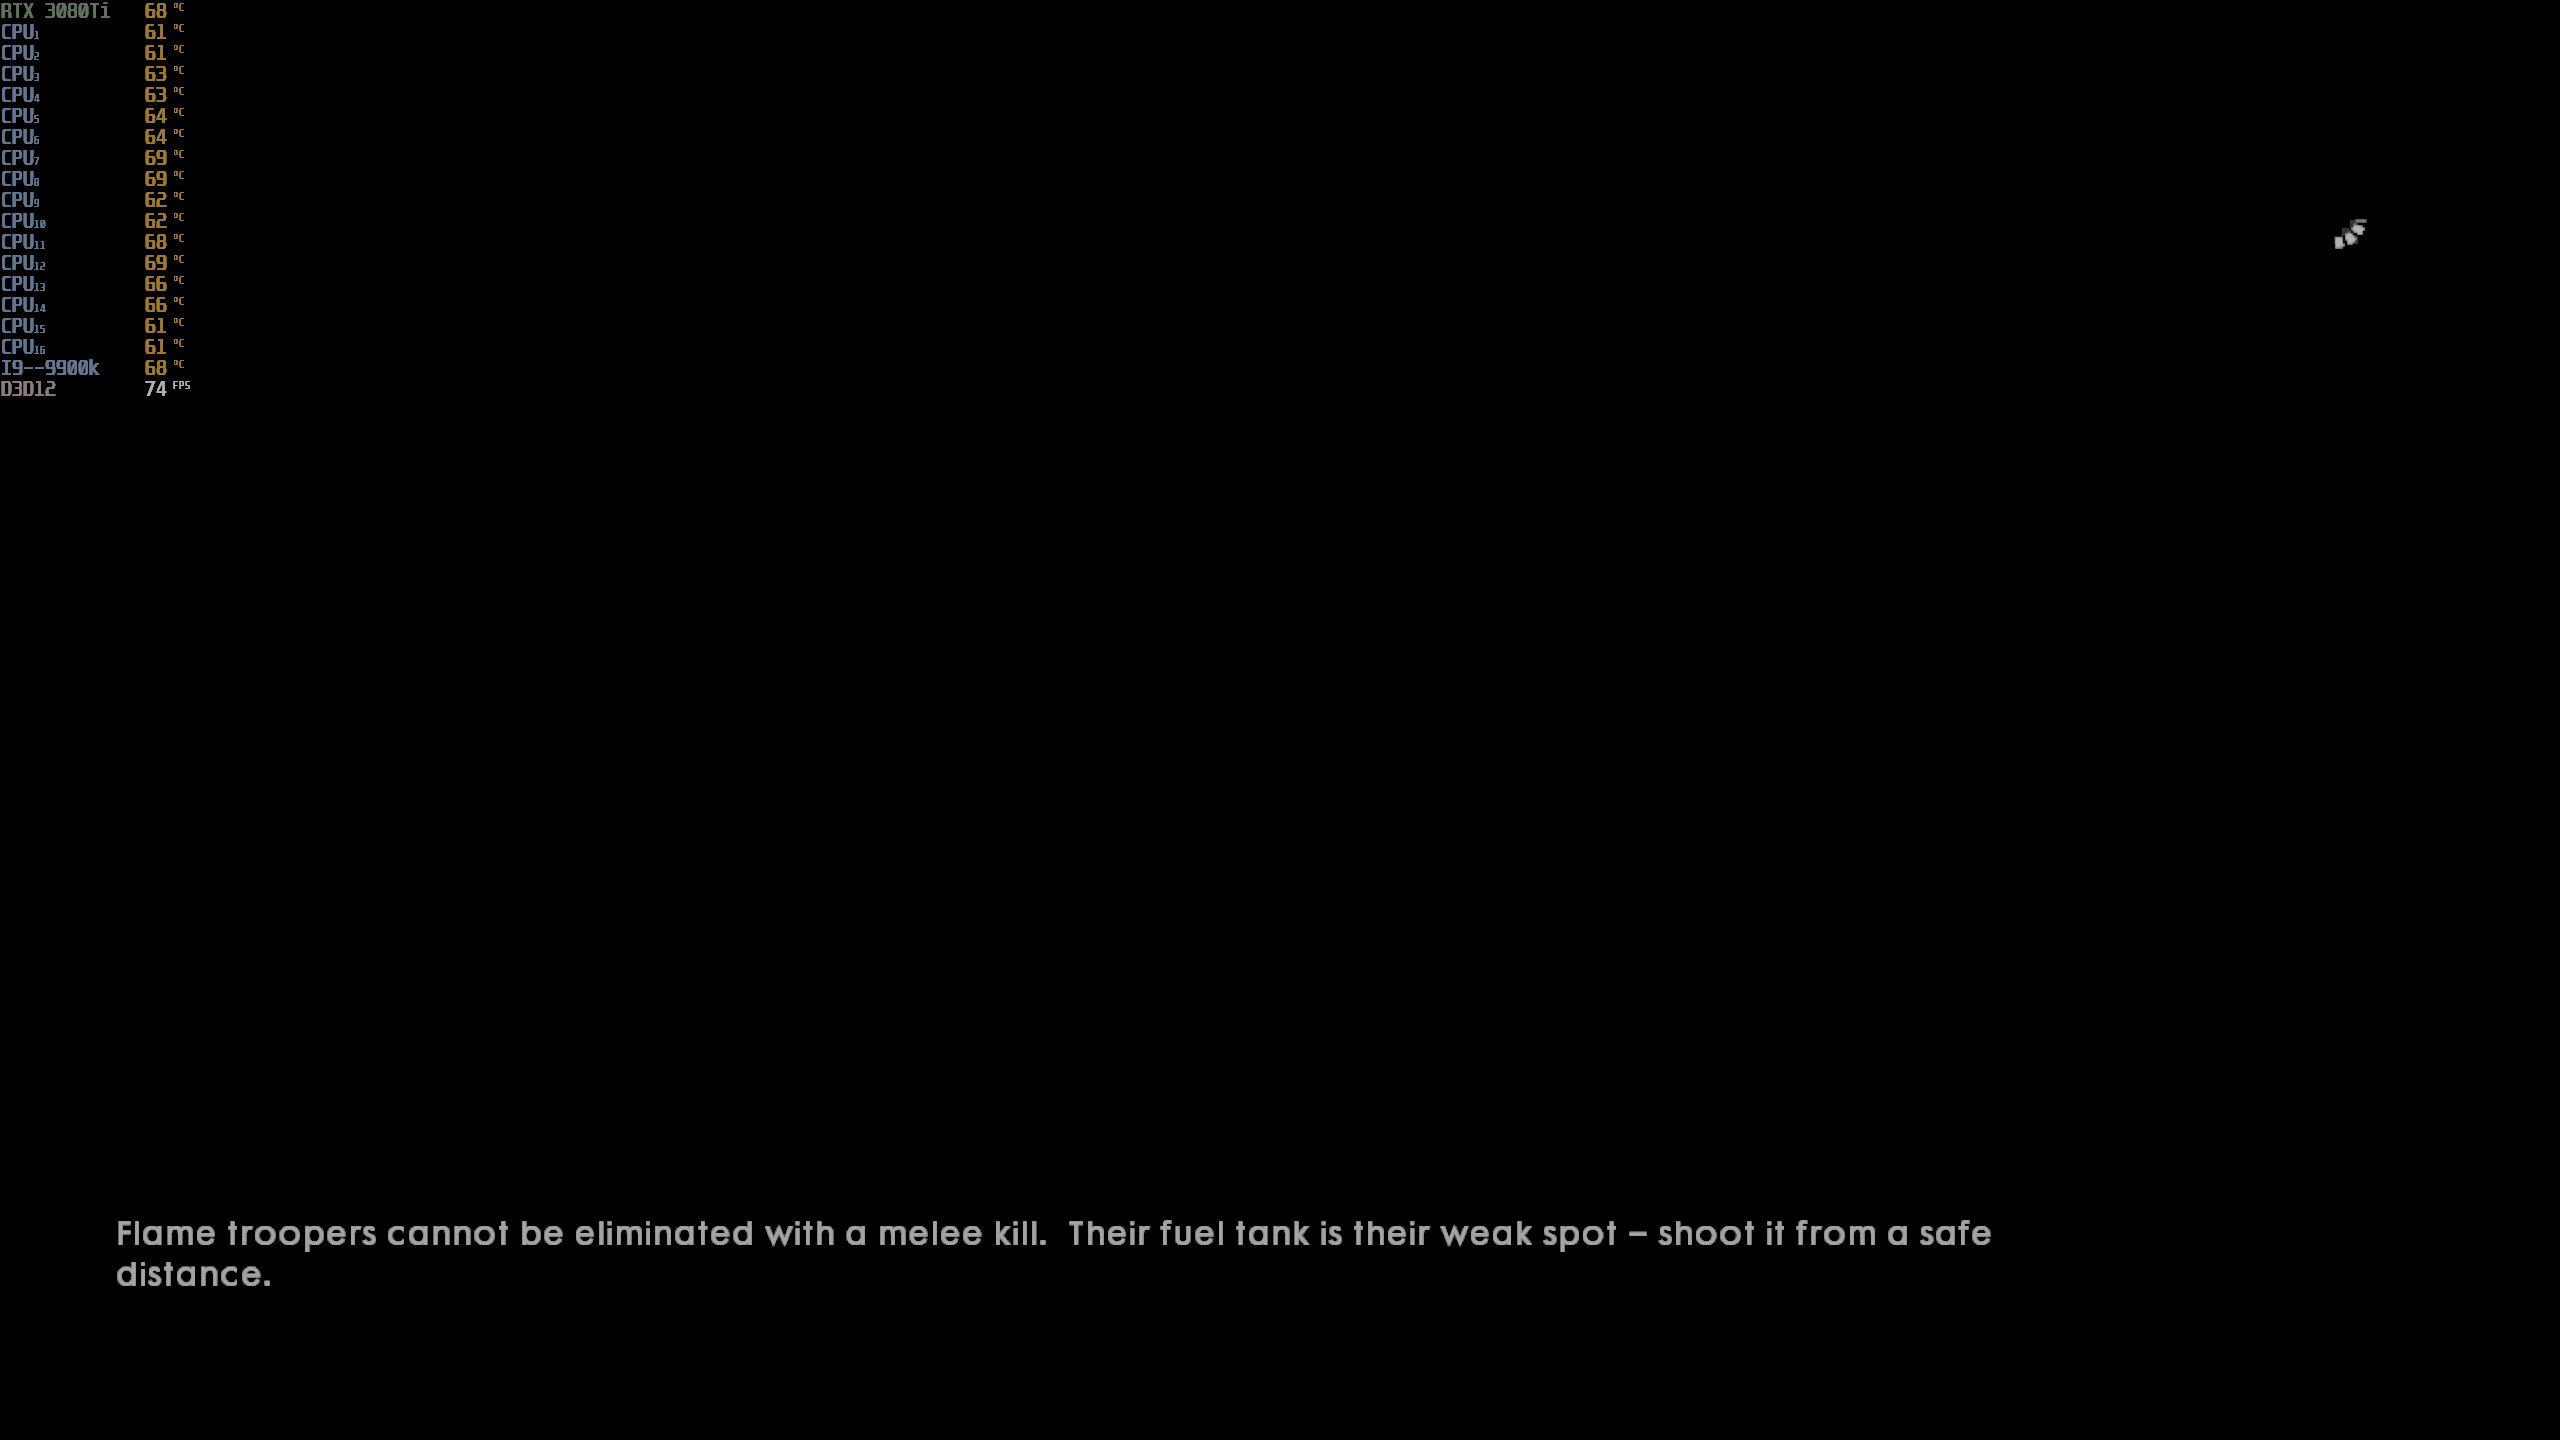 RTX 3080Ti 68 °C
CPU1 61 °C
CPU2 61 °C
CPU3 63 °C
CPU4 63 °C
CPU5 64 °C
CPU6 64 °C
CPU7 69 °C
CPU8 69 °C
CPU9 62 °C
CPU10 62 °C
CPU11 68 °C
CPU12 69 °C
CPU13 66 °C
CPU14 66 °C
CPU15 61 °C
CPU16 61 °C
I9--9900k 68 °C
D3D12 74 FPS
Flame troopers cannot be eliminated with a melee kill.  Their fuel tank is their weak spot – shoot it from a safe
distance.